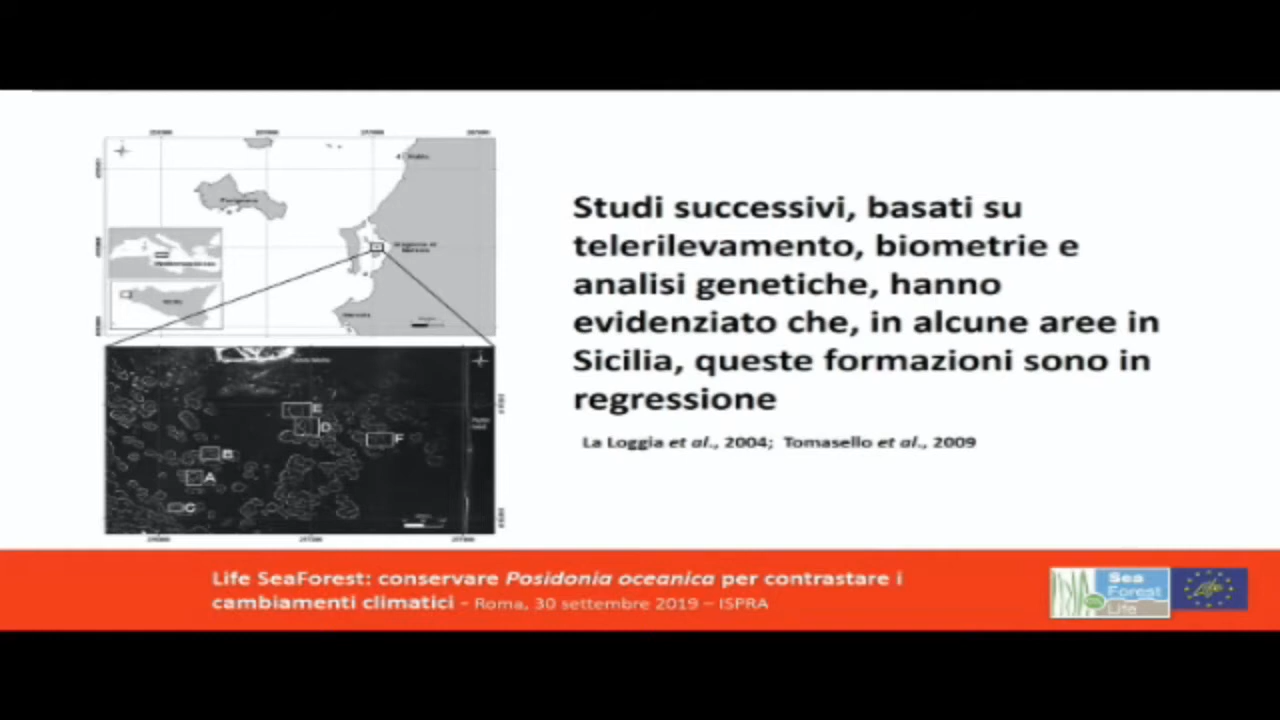 Studi successivi, basati su
telerilevamento, biometrie e
analisi genetiche, hanno
evidenziato che, in alcune aree in
Sicilia, queste formazioni sono in
regressione
La Loggia et al., 2004; Tomasello et al., 2009
E
D
F
B
A
C
Life SeaForest: conservare Posidonia oceanica per contrastare i
cambiamenti climatici - Roma, 30 settembre 2019 – ISPRA
Sea
Forest
Life
Life